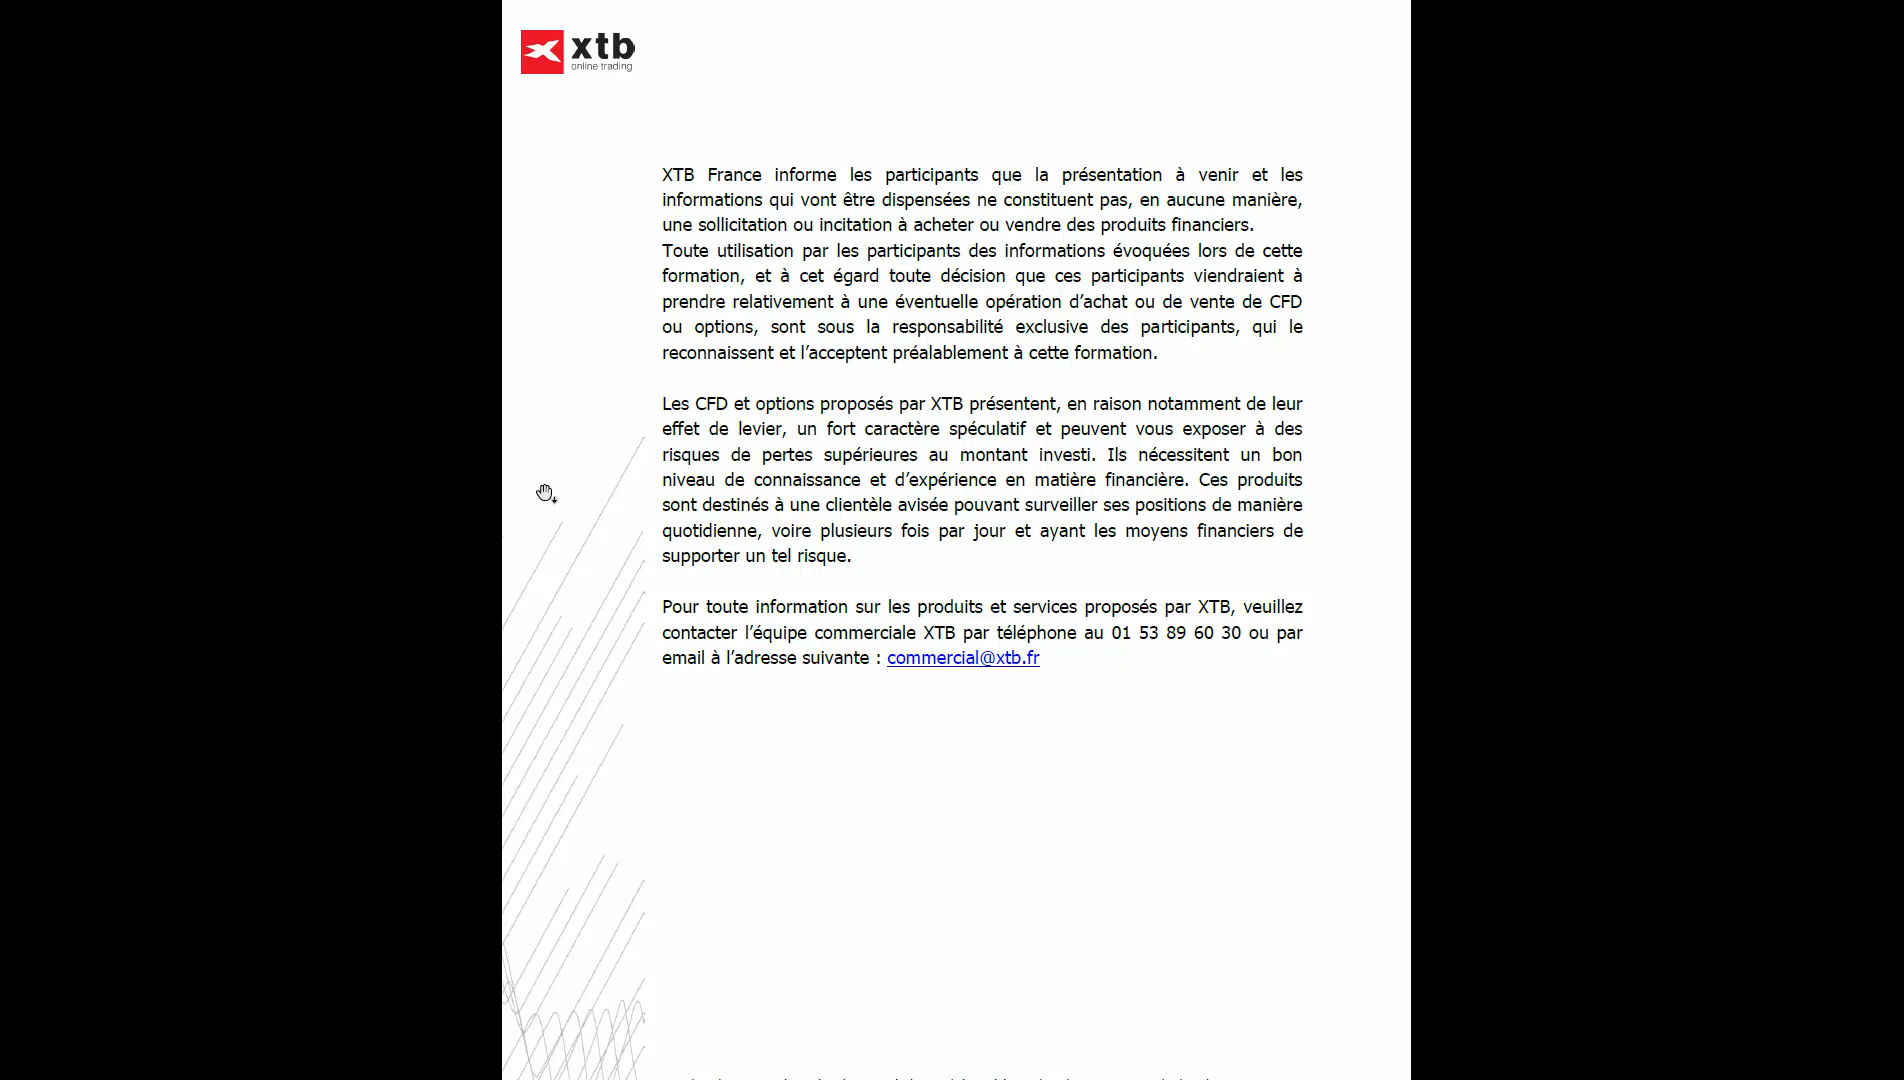 xtb
online trading
XTB France informe les participants que la présentation à venir et les
informations qui vont être dispensées ne constituent pas, en aucune manière,
une sollicitation ou incitation à acheter ou vendre des produits financiers.
Toute utilisation par les participants des informations évoquées lors de cette
formation, et à cet égard toute décision que ces participants viendraient à
prendre relativement à une éventuelle opération d’achat ou de vente de CFD
ou options, sont sous la responsabilité exclusive des participants, qui le
reconnaissent et l’acceptent préalablement à cette formation.
Les CFD et options proposés par XTB présentent, en raison notamment de leur
effet de levier, un fort caractère spéculatif et peuvent vous exposer à des
risques de pertes supérieures au montant investi. Ils nécessitent un bon
niveau de connaissance et d’expérience en matière financière. Ces produits
sont destinés à une clientèle avisée pouvant surveiller ses positions de manière
quotidienne, voire plusieurs fois par jour et ayant les moyens financiers de
supporter un tel risque.
Pour toute information sur les produits et services proposés par XTB, veuillez
contacter l’équipe commerciale XTB par téléphone au 01 53 89 60 30 ou par
email à l’adresse suivante : commercial@xtb.fr